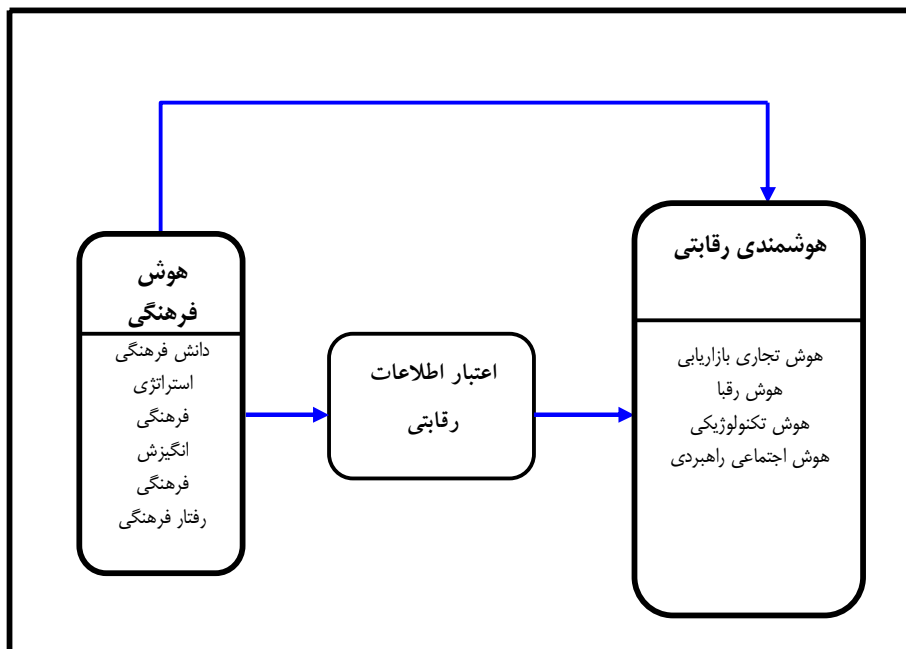 هوش
فرهنگی
دانش فرهنگی
استراتژی
فرهنگی
انگیزش
فرهنگی
رفتار فرهنگی
اعتبار اطلاعات
رقابتی
هوشمندی رقابتی
هوش تجاری بازاریابی
هوش رقبا
هوش تکنولوژیکی
هوش اجتماعی راهبردی